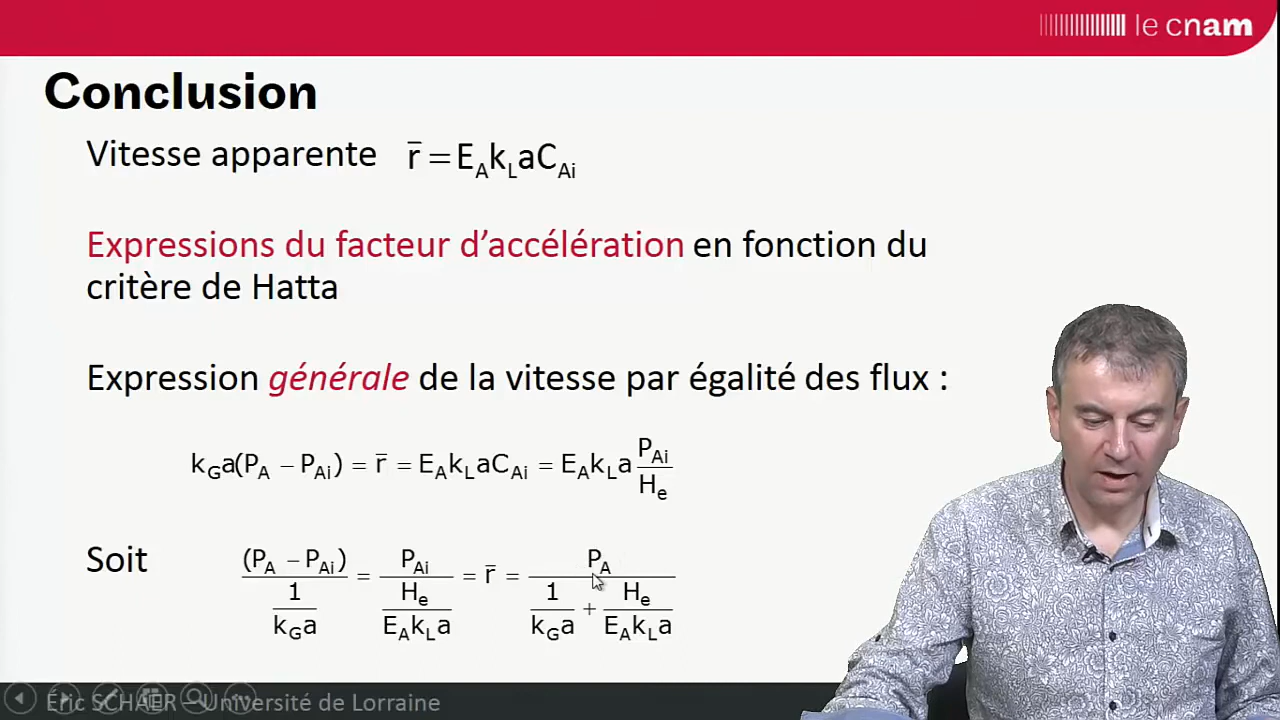 le cnam
Conclusion
Vitesse apparente r̄ = E_A k_L a C_Ai
Expressions du facteur d'accélération en fonction du
critère de Hatta
Expression générale de la vitesse par égalité des flux :
k_G a(P_A − P_Ai) = r̄ = E_A k_L a C_Ai = E_A k_L a P_Ai / H_e
Soit (P_A − P_Ai) / (1 / k_G a) = P_Ai / (H_e / E_A k_L a) = r̄ = P_A / (1 / k_G a + H_e / E_A k_L a)
Éric SCHAER – Université de Lorraine